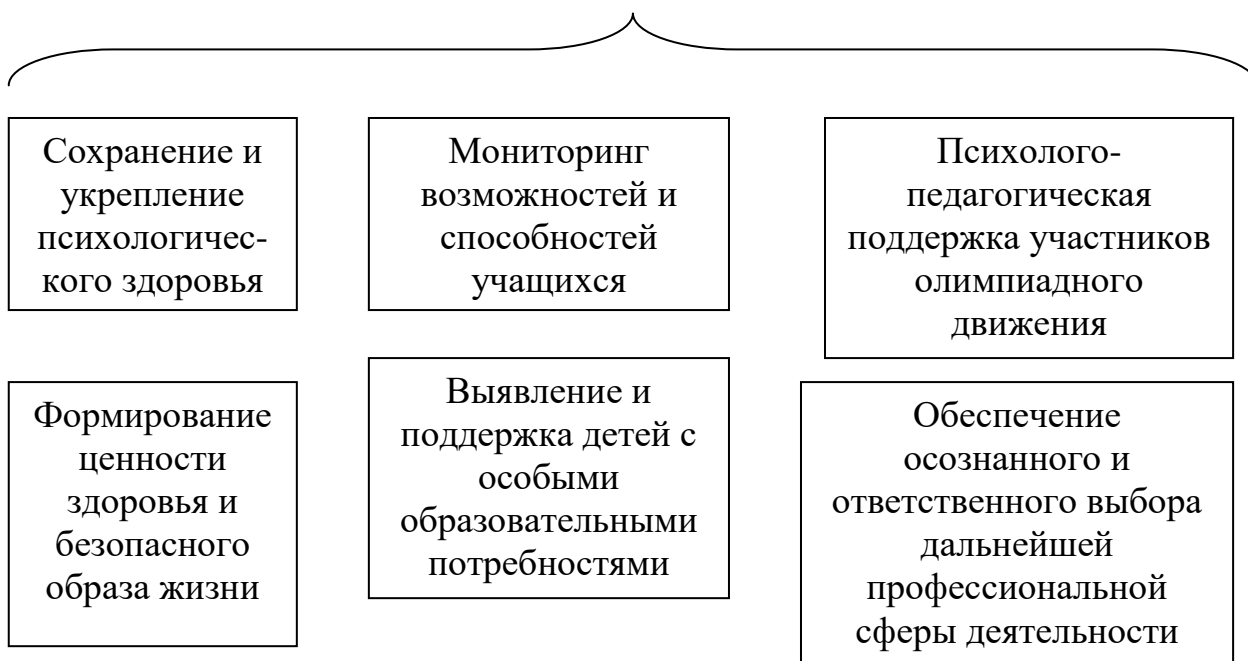 Сохранение и
укрепление
психологичес-
кого здоровья
Мониторинг
возможностей и
способностей
учащихся
Психолого-
педагогическая
поддержка участников
олимпиадного
движения
Формирование
ценности
здоровья и
безопасного
образа жизни
Выявление и
поддержка детей с
особыми
образовательными
потребностями
Обеспечение
осознанного и
ответственного выбора
дальнейшей
профессиональной
сферы деятельности